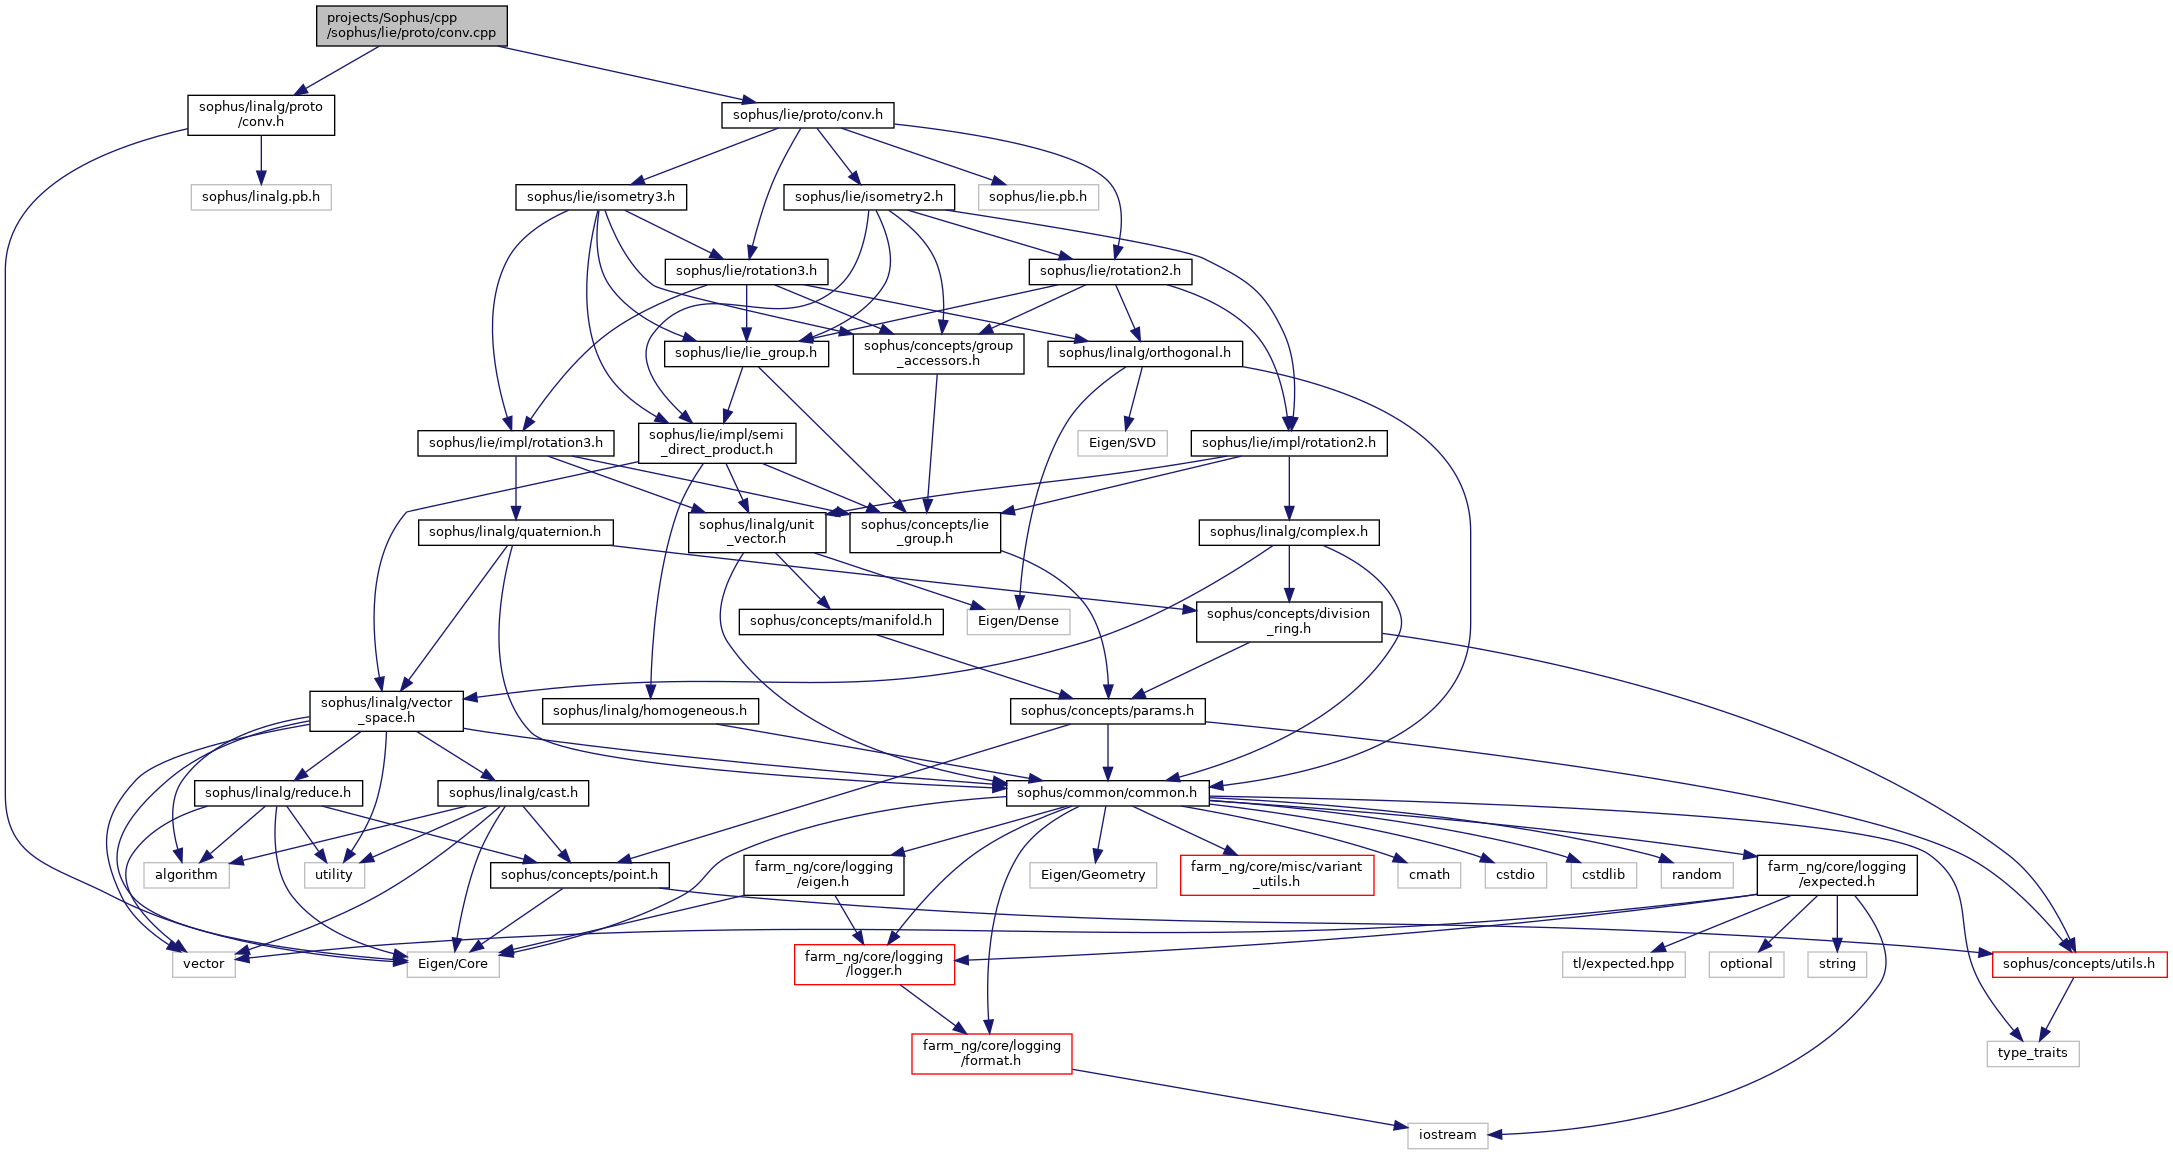 projects/Sophus/cpp
/sophus/lie/proto/conv.cpp
sophus/linalg/proto
/conv.h
sophus/lie/proto/conv.h
sophus/linalg.pb.h
sophus/lie/isometry3.h
sophus/lie/isometry2.h
sophus/lie.pb.h
sophus/lie/rotation3.h
sophus/lie/rotation2.h
sophus/lie/lie_group.h
sophus/concepts/group
_accessors.h
sophus/linalg/orthogonal.h
sophus/lie/impl/rotation3.h
sophus/lie/impl/semi
_direct_product.h
Eigen/SVD
sophus/lie/impl/rotation2.h
sophus/linalg/quaternion.h
sophus/linalg/unit
_vector.h
sophus/concepts/lie
_group.h
sophus/linalg/complex.h
sophus/concepts/manifold.h
Eigen/Dense
sophus/concepts/division
_ring.h
sophus/linalg/vector
_space.h
sophus/linalg/homogeneous.h
sophus/concepts/params.h
sophus/linalg/reduce.h
sophus/linalg/cast.h
sophus/common/common.h
algorithm
utility
sophus/concepts/point.h
farm_ng/core/logging
/eigen.h
Eigen/Geometry
farm_ng/core/misc/variant
_utils.h
cmath
cstdio
cstdlib
random
farm_ng/core/logging
/expected.h
vector
Eigen/Core
farm_ng/core/logging
/logger.h
tl/expected.hpp
optional
string
sophus/concepts/utils.h
farm_ng/core/logging
/format.h
type_traits
iostream